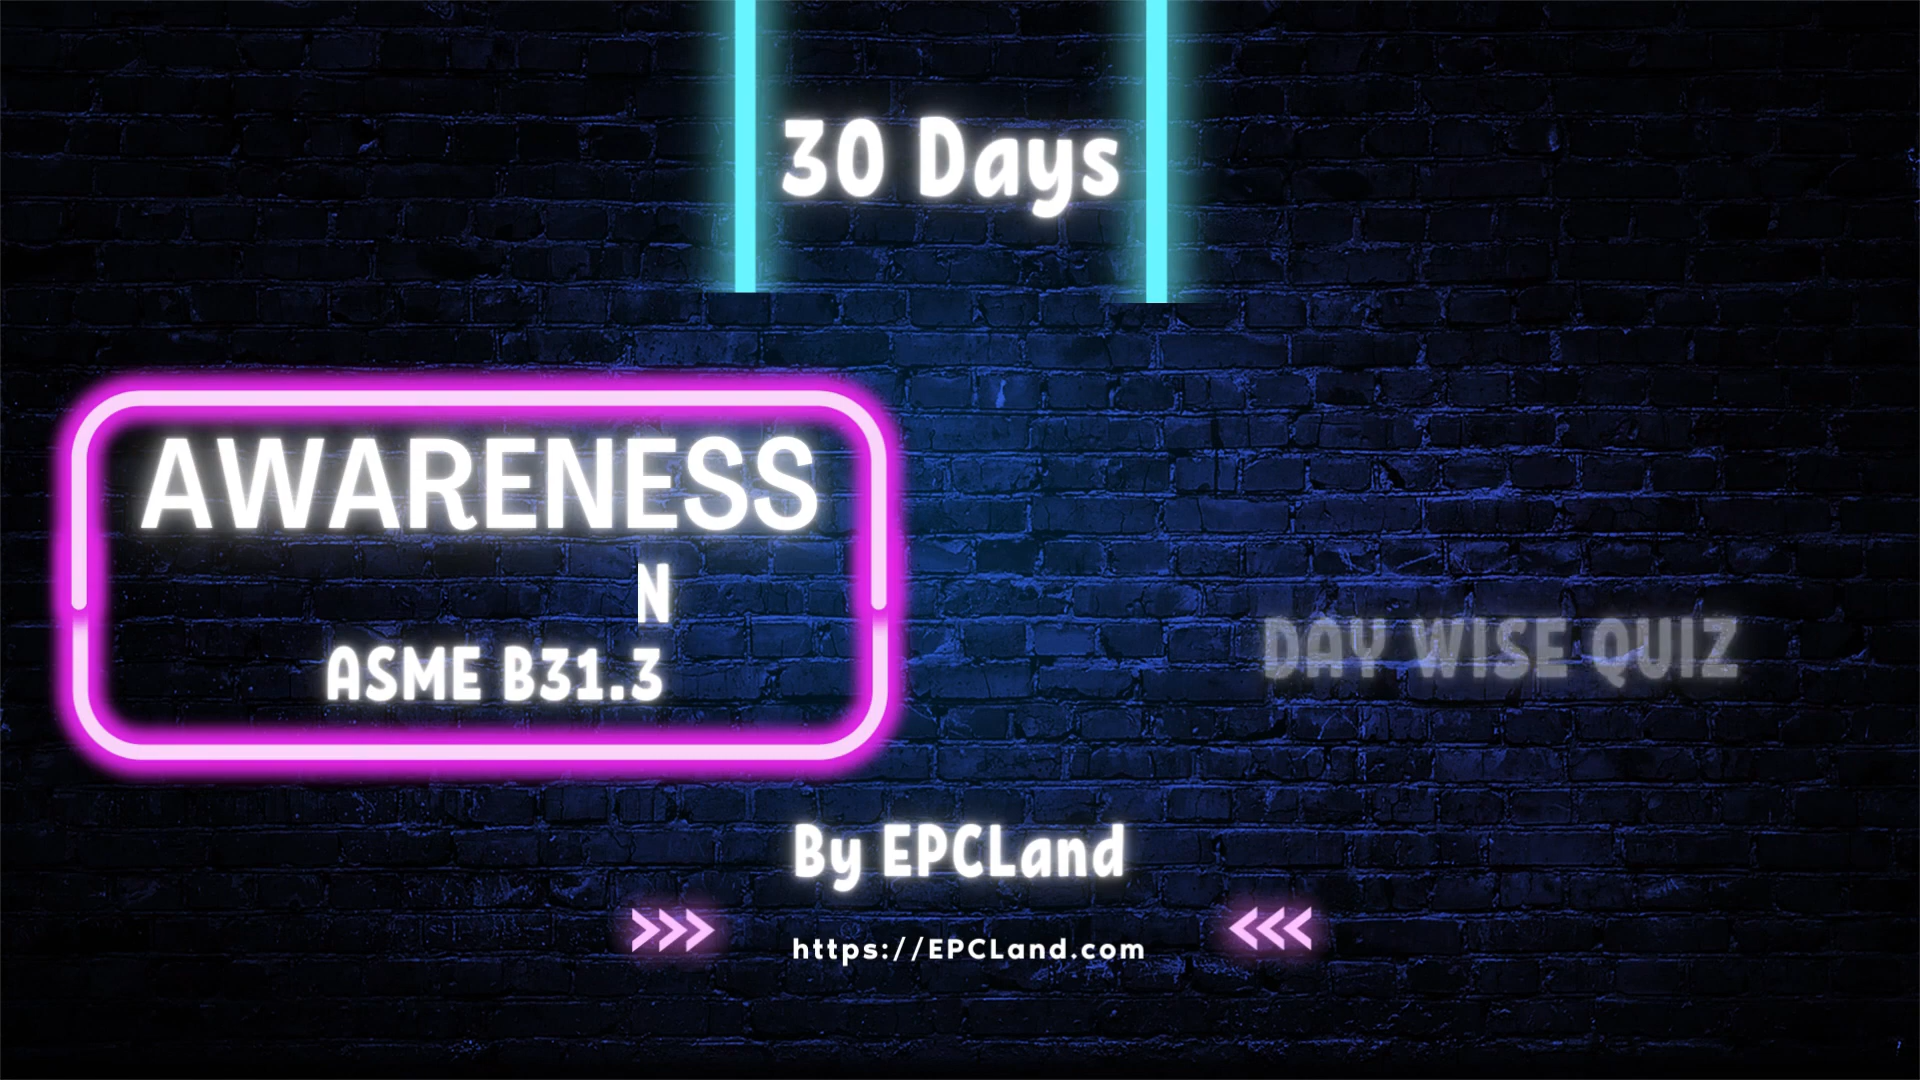 30 Days
AWARENESS
N
ASME B31.3
DAY WISE QUIZ
By EPCLand
https://EPCLand.com